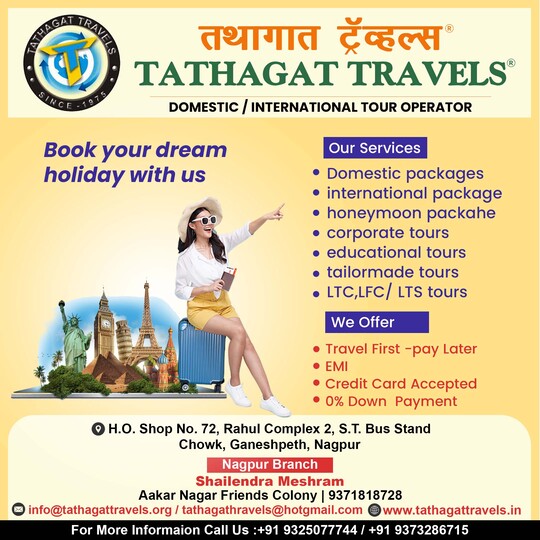 TATHAGAT TRAVELS
SINCE-1975
तथागात ट्रॅव्हल्स®
TATHAGAT TRAVELS®
DOMESTIC / INTERNATIONAL TOUR OPERATOR
Book your dream
holiday with us
Our Services
• Domestic packages
• international package
• honeymoon packahe
• corporate tours
• educational tours
• tailormade tours
• LTC,LFC/ LTS tours
We Offer
• Travel First -pay Later
• EMI
• Credit Card Accepted
• 0% Down Payment
H.O. Shop No. 72, Rahul Complex 2, S.T. Bus Stand
Chowk, Ganeshpeth, Nagpur
Nagpur Branch
Shailendra Meshram
Aakar Nagar Friends Colony | 9371818728
info@tathagattravels.org / tathagathravels@hotgmail.com www.tathagattravels.in
For More Informaion Call Us :+91 9325077744 / +91 9373286715